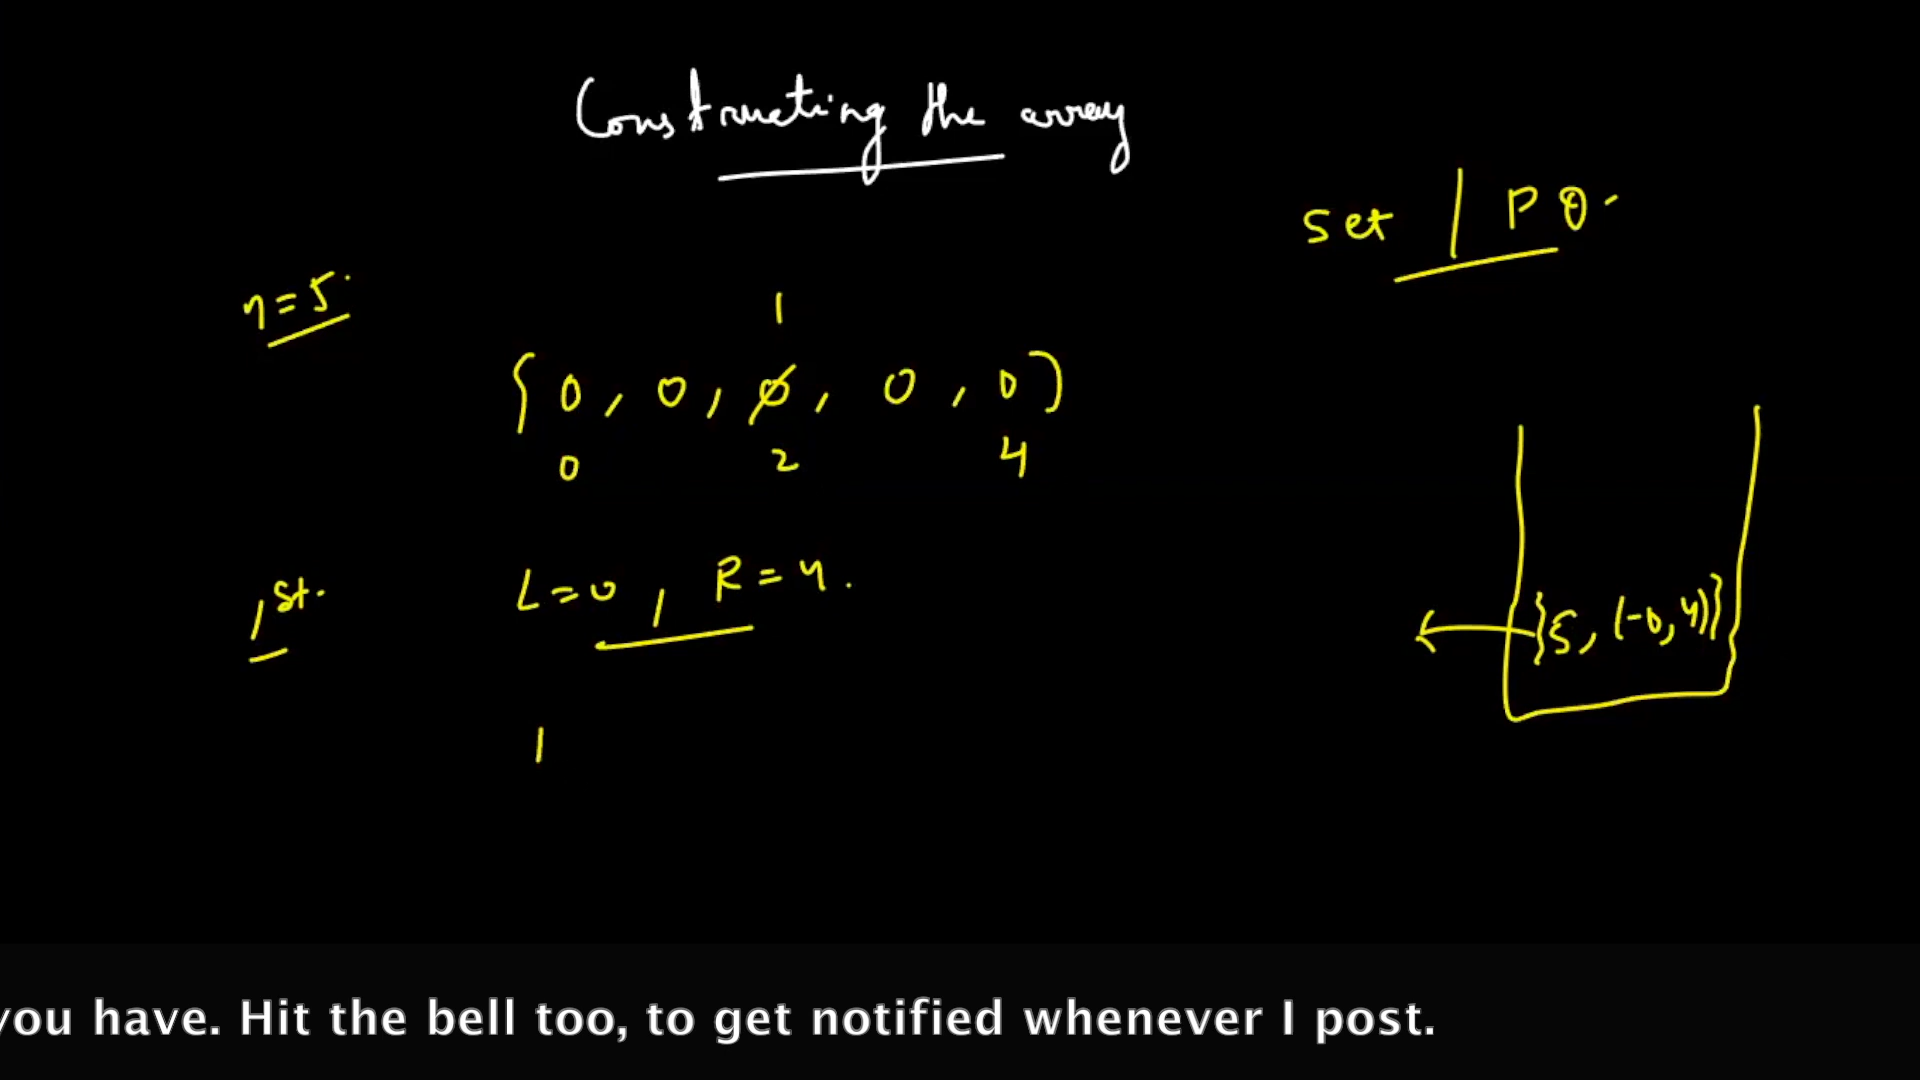 Constructing the array
set | PQ.
n=5.
1
{0, 0, 0, 0, 0}
0 2 4
1st. L=0, R=4.
{5, (-0,4)}
1
you have. Hit the bell too, to get notified whenever I post.